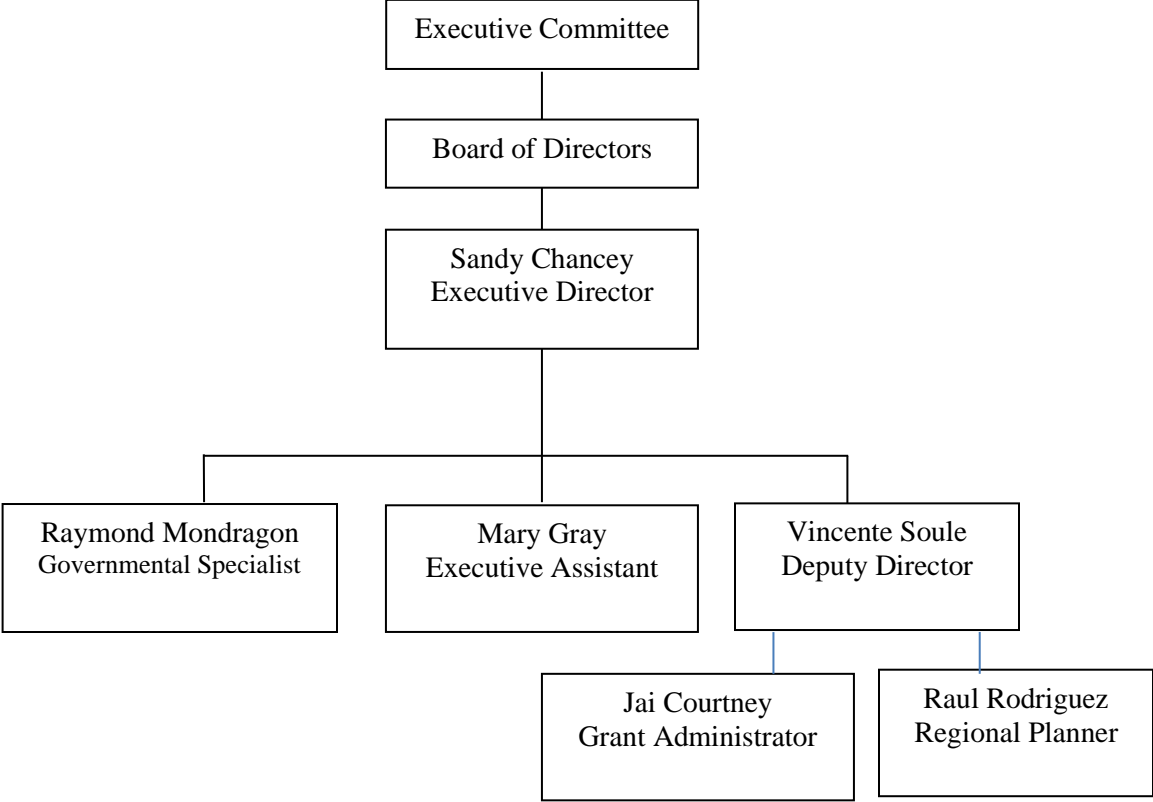 Executive Committee
Board of Directors
Sandy Chancey
Executive Director
Raymond Mondragon
Governmental Specialist
Mary Gray
Executive Assistant
Vincente Soule
Deputy Director
Jai Courtney
Grant Administrator
Raul Rodriguez
Regional Planner